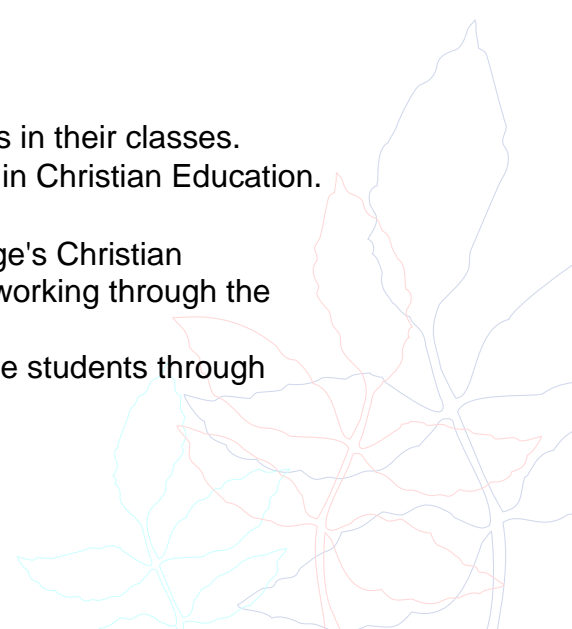 s in their classes.
in Christian Education.
ge's Christian
working through the
e students through